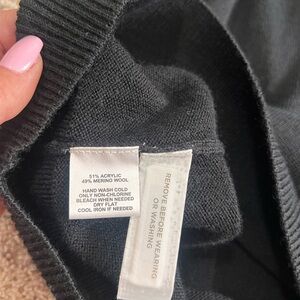 51% ACRYLIC
49% MERINO WOOL
HAND WASH COLD
ONLY NON-CHLORINE
BLEACH WHEN NEEDED
DRY FLAT
COOL IRON IF NEEDED
REMOVE BEFORE WEARING
OR WASHING